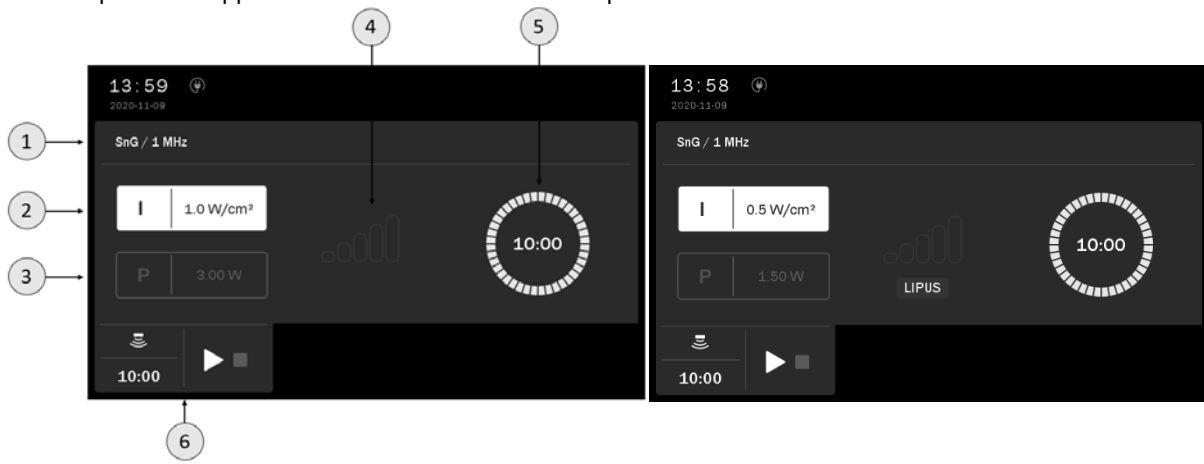 4
5
13:59
2020-11-09
1
SnG / 1 MHz
2
I
1.0 W/cm²
10:00
3
P
3.00 W
10:00
6
13:58
2020-11-09
SnG / 1 MHz
I
0.5 W/cm²
10:00
P
1.50 W
LIPUS
10:00